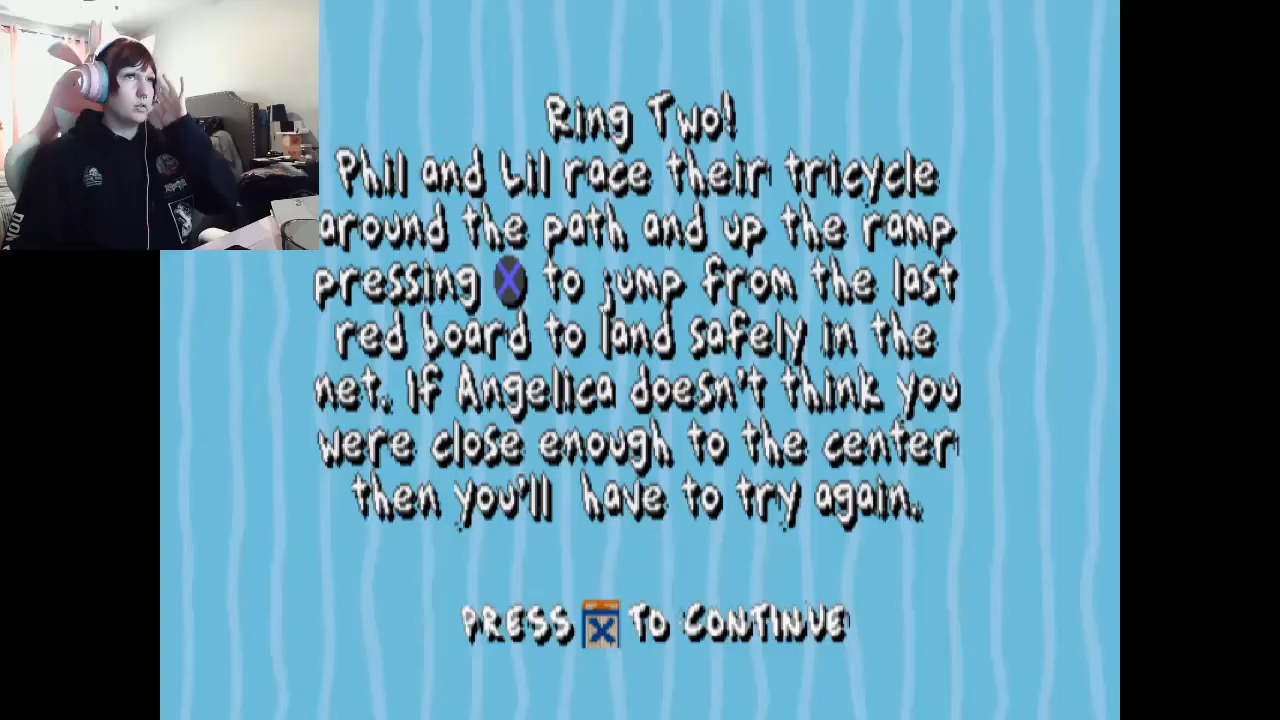 Ring Two!
Phil and Lil race their tricycle
around the path and up the ramp
pressing X to jump from the last
red board to land safely in the
net. If Angelica doesn't think you
were close enough to the center
then you'll have to try again.
PRESS X TO CONTINUE